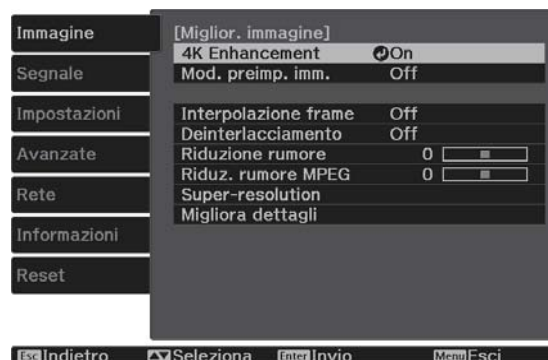 Immagine
Segnale
Impostazioni
Avanzate
Rete
Informazioni
Reset
[Miglior. immagine]
4K Enhancement On
Mod. preimp. imm. Off
Interpolazione frame Off
Deinterlacciamento Off
Riduzione rumore 0
Riduz. rumore MPEG 0
Super-resolution
Migliora dettagli
Esc Indietro Seleziona Enter Invio Menu Esci